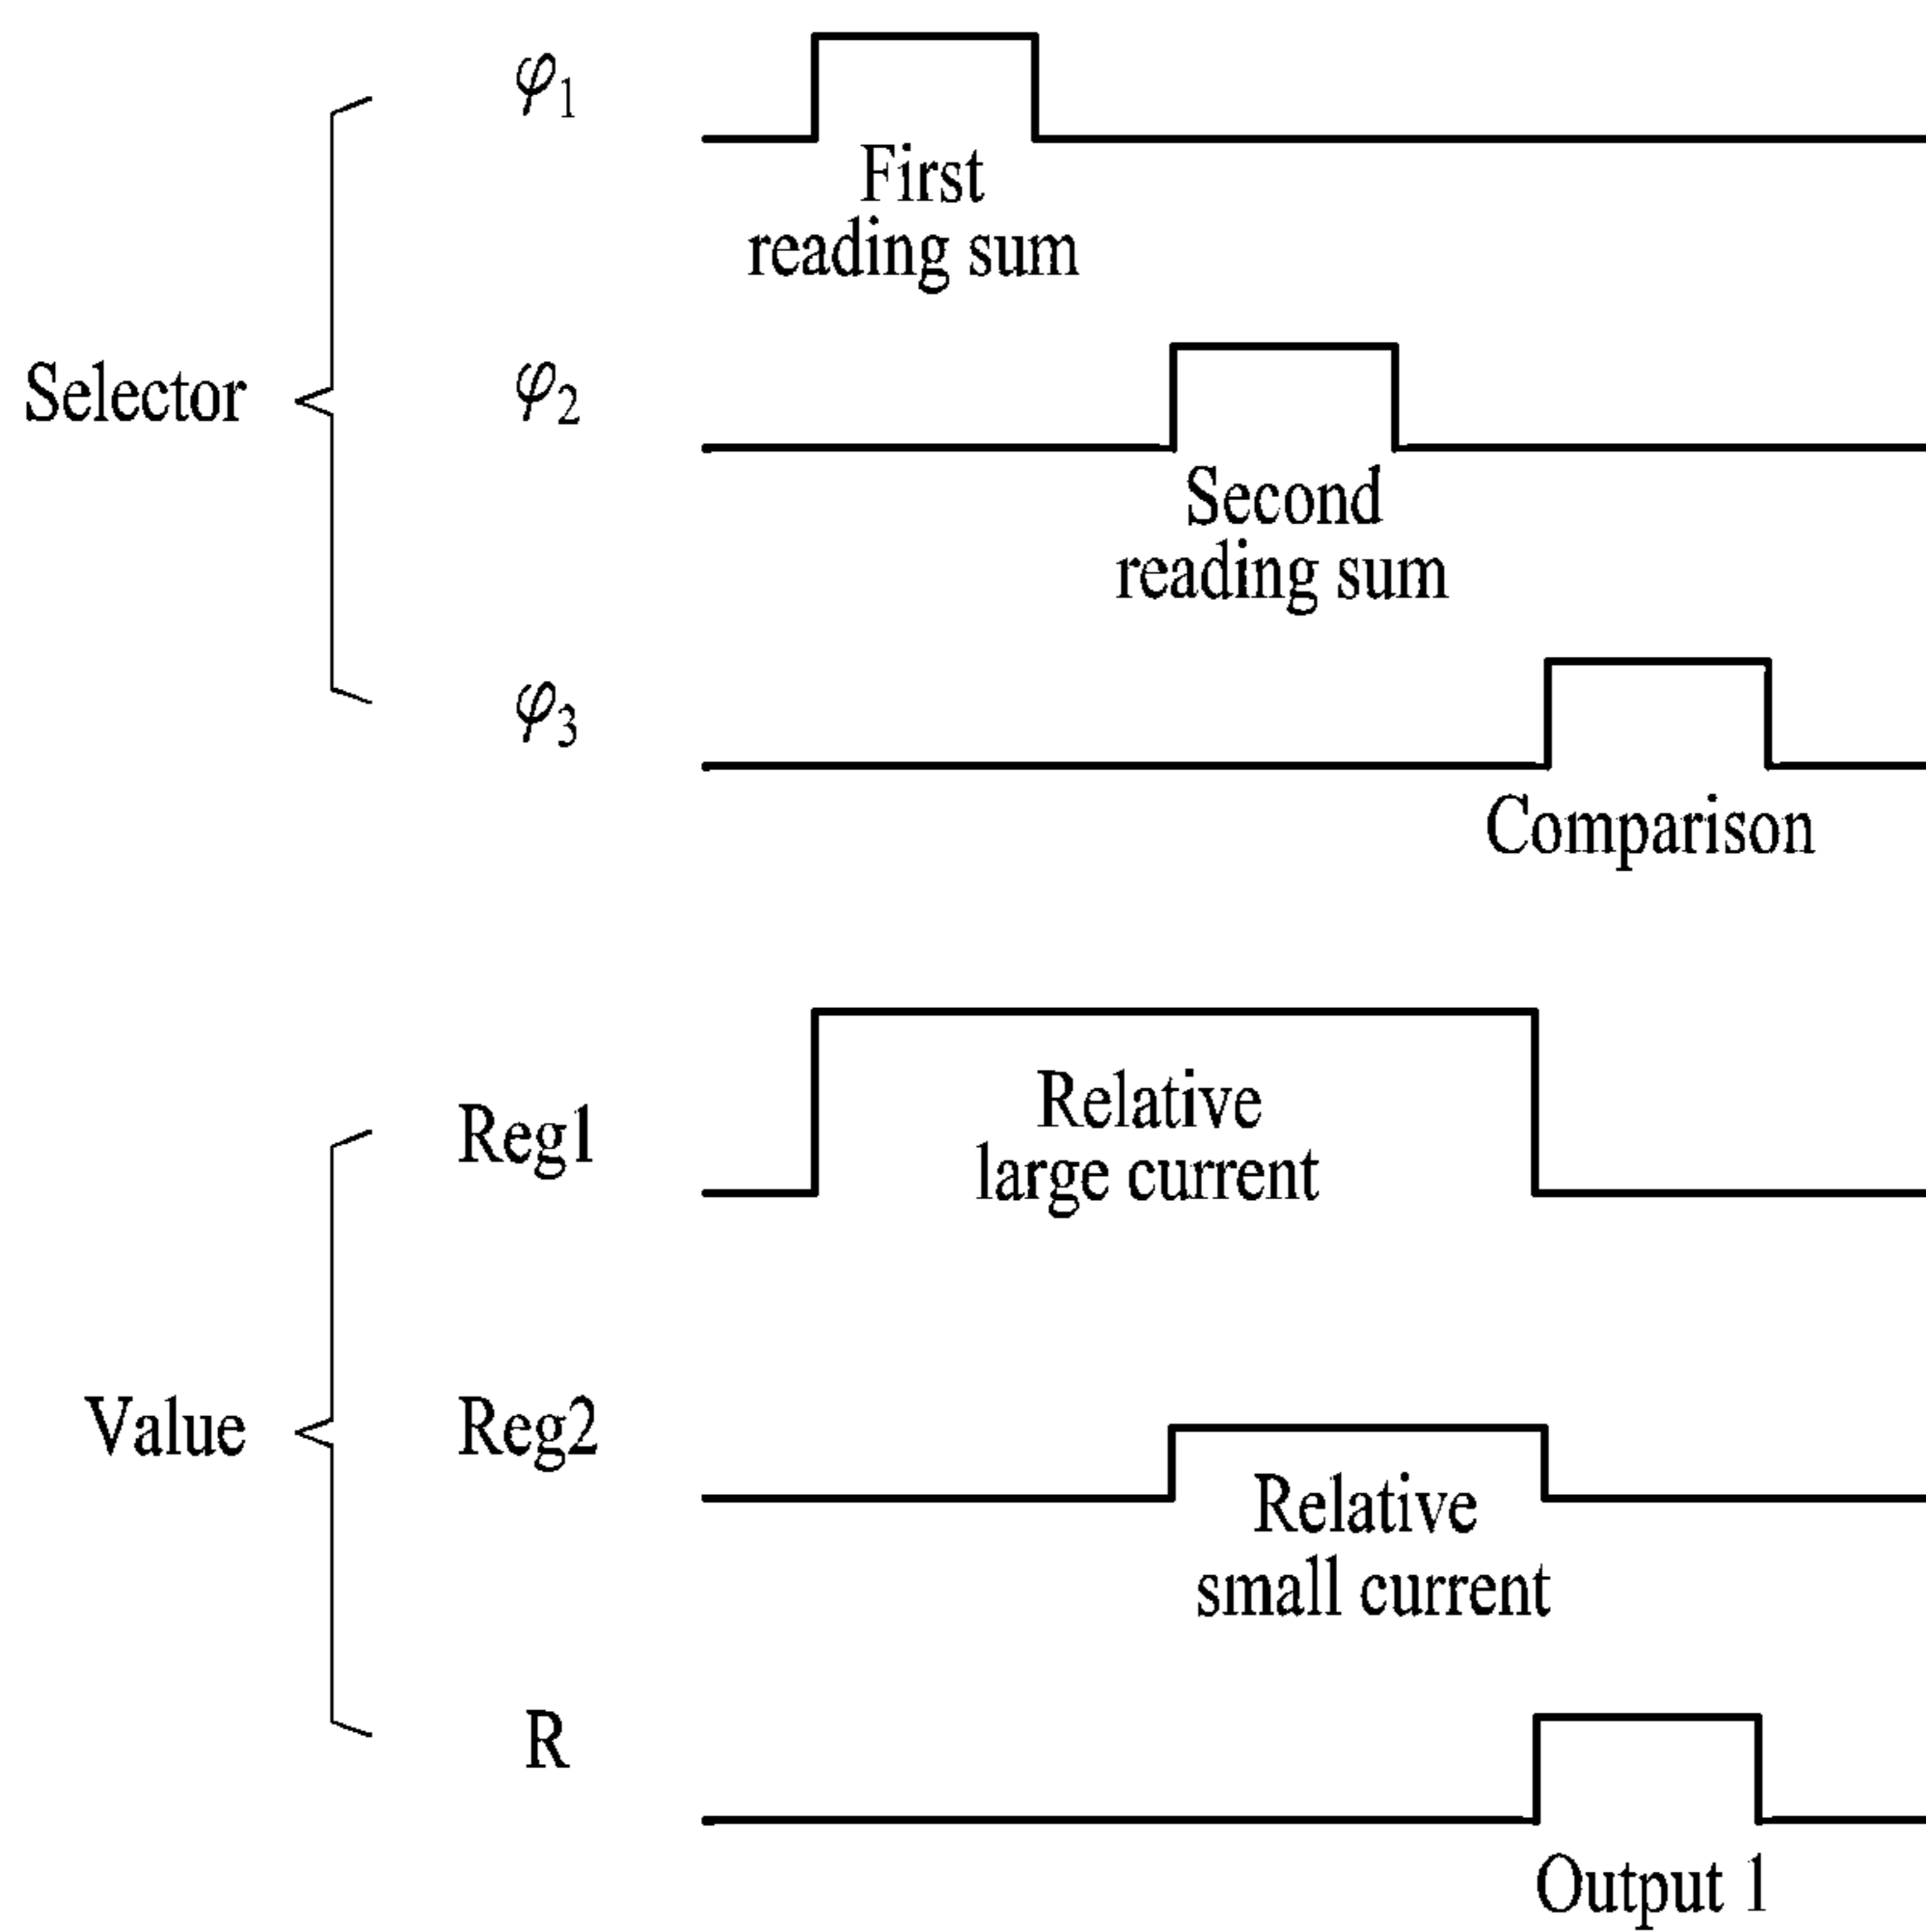 φ1
First
reading sum
Selector
φ2
Second
reading sum
φ3
Comparison
Reg1
Relative
large current
Value
Reg2
Relative
small current
R
Output 1